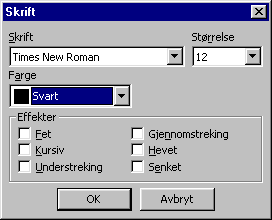 Skrift
Skrift Størrelse
Times New Roman 12
Farge
Svart
Effekter
Fet Gjennomstreking
Kursiv Hevet
Understreking Senket
OK Avbryt